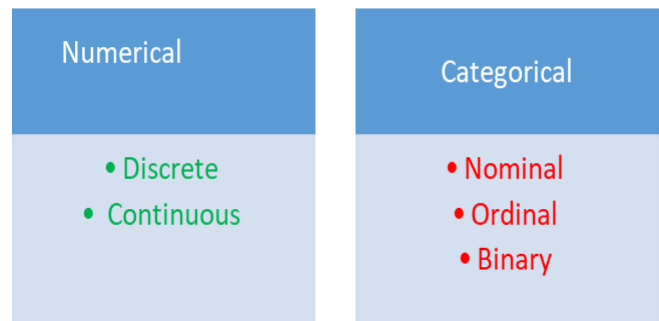 Numerical
• Discrete
• Continuous
Categorical
• Nominal
• Ordinal
• Binary